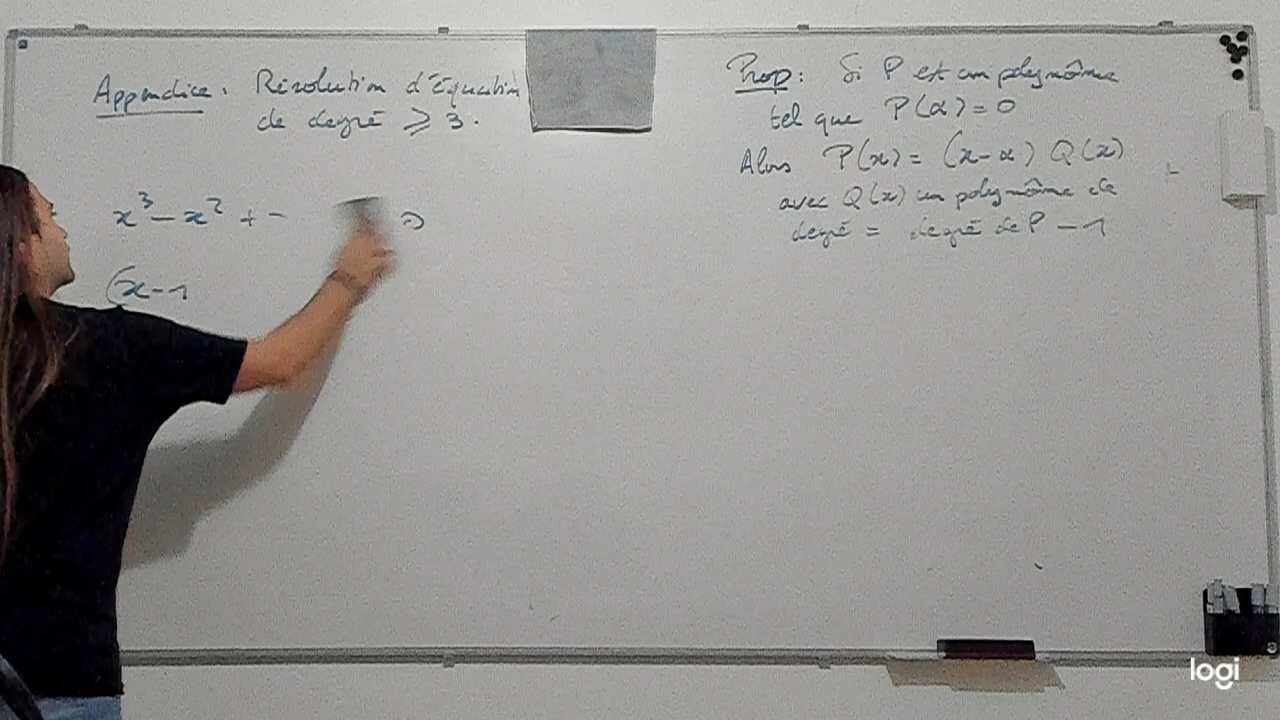 Appendice. Résolution d'Equation
de degré ⩾ 3.
x³ - x² + -
(x-1
Prop: Si P est un polynôme
tel que P(α) = 0
Alors P(x) = (x-α) Q(x)
avec Q(x) un polynôme de
degré = degré de P - 1
logi